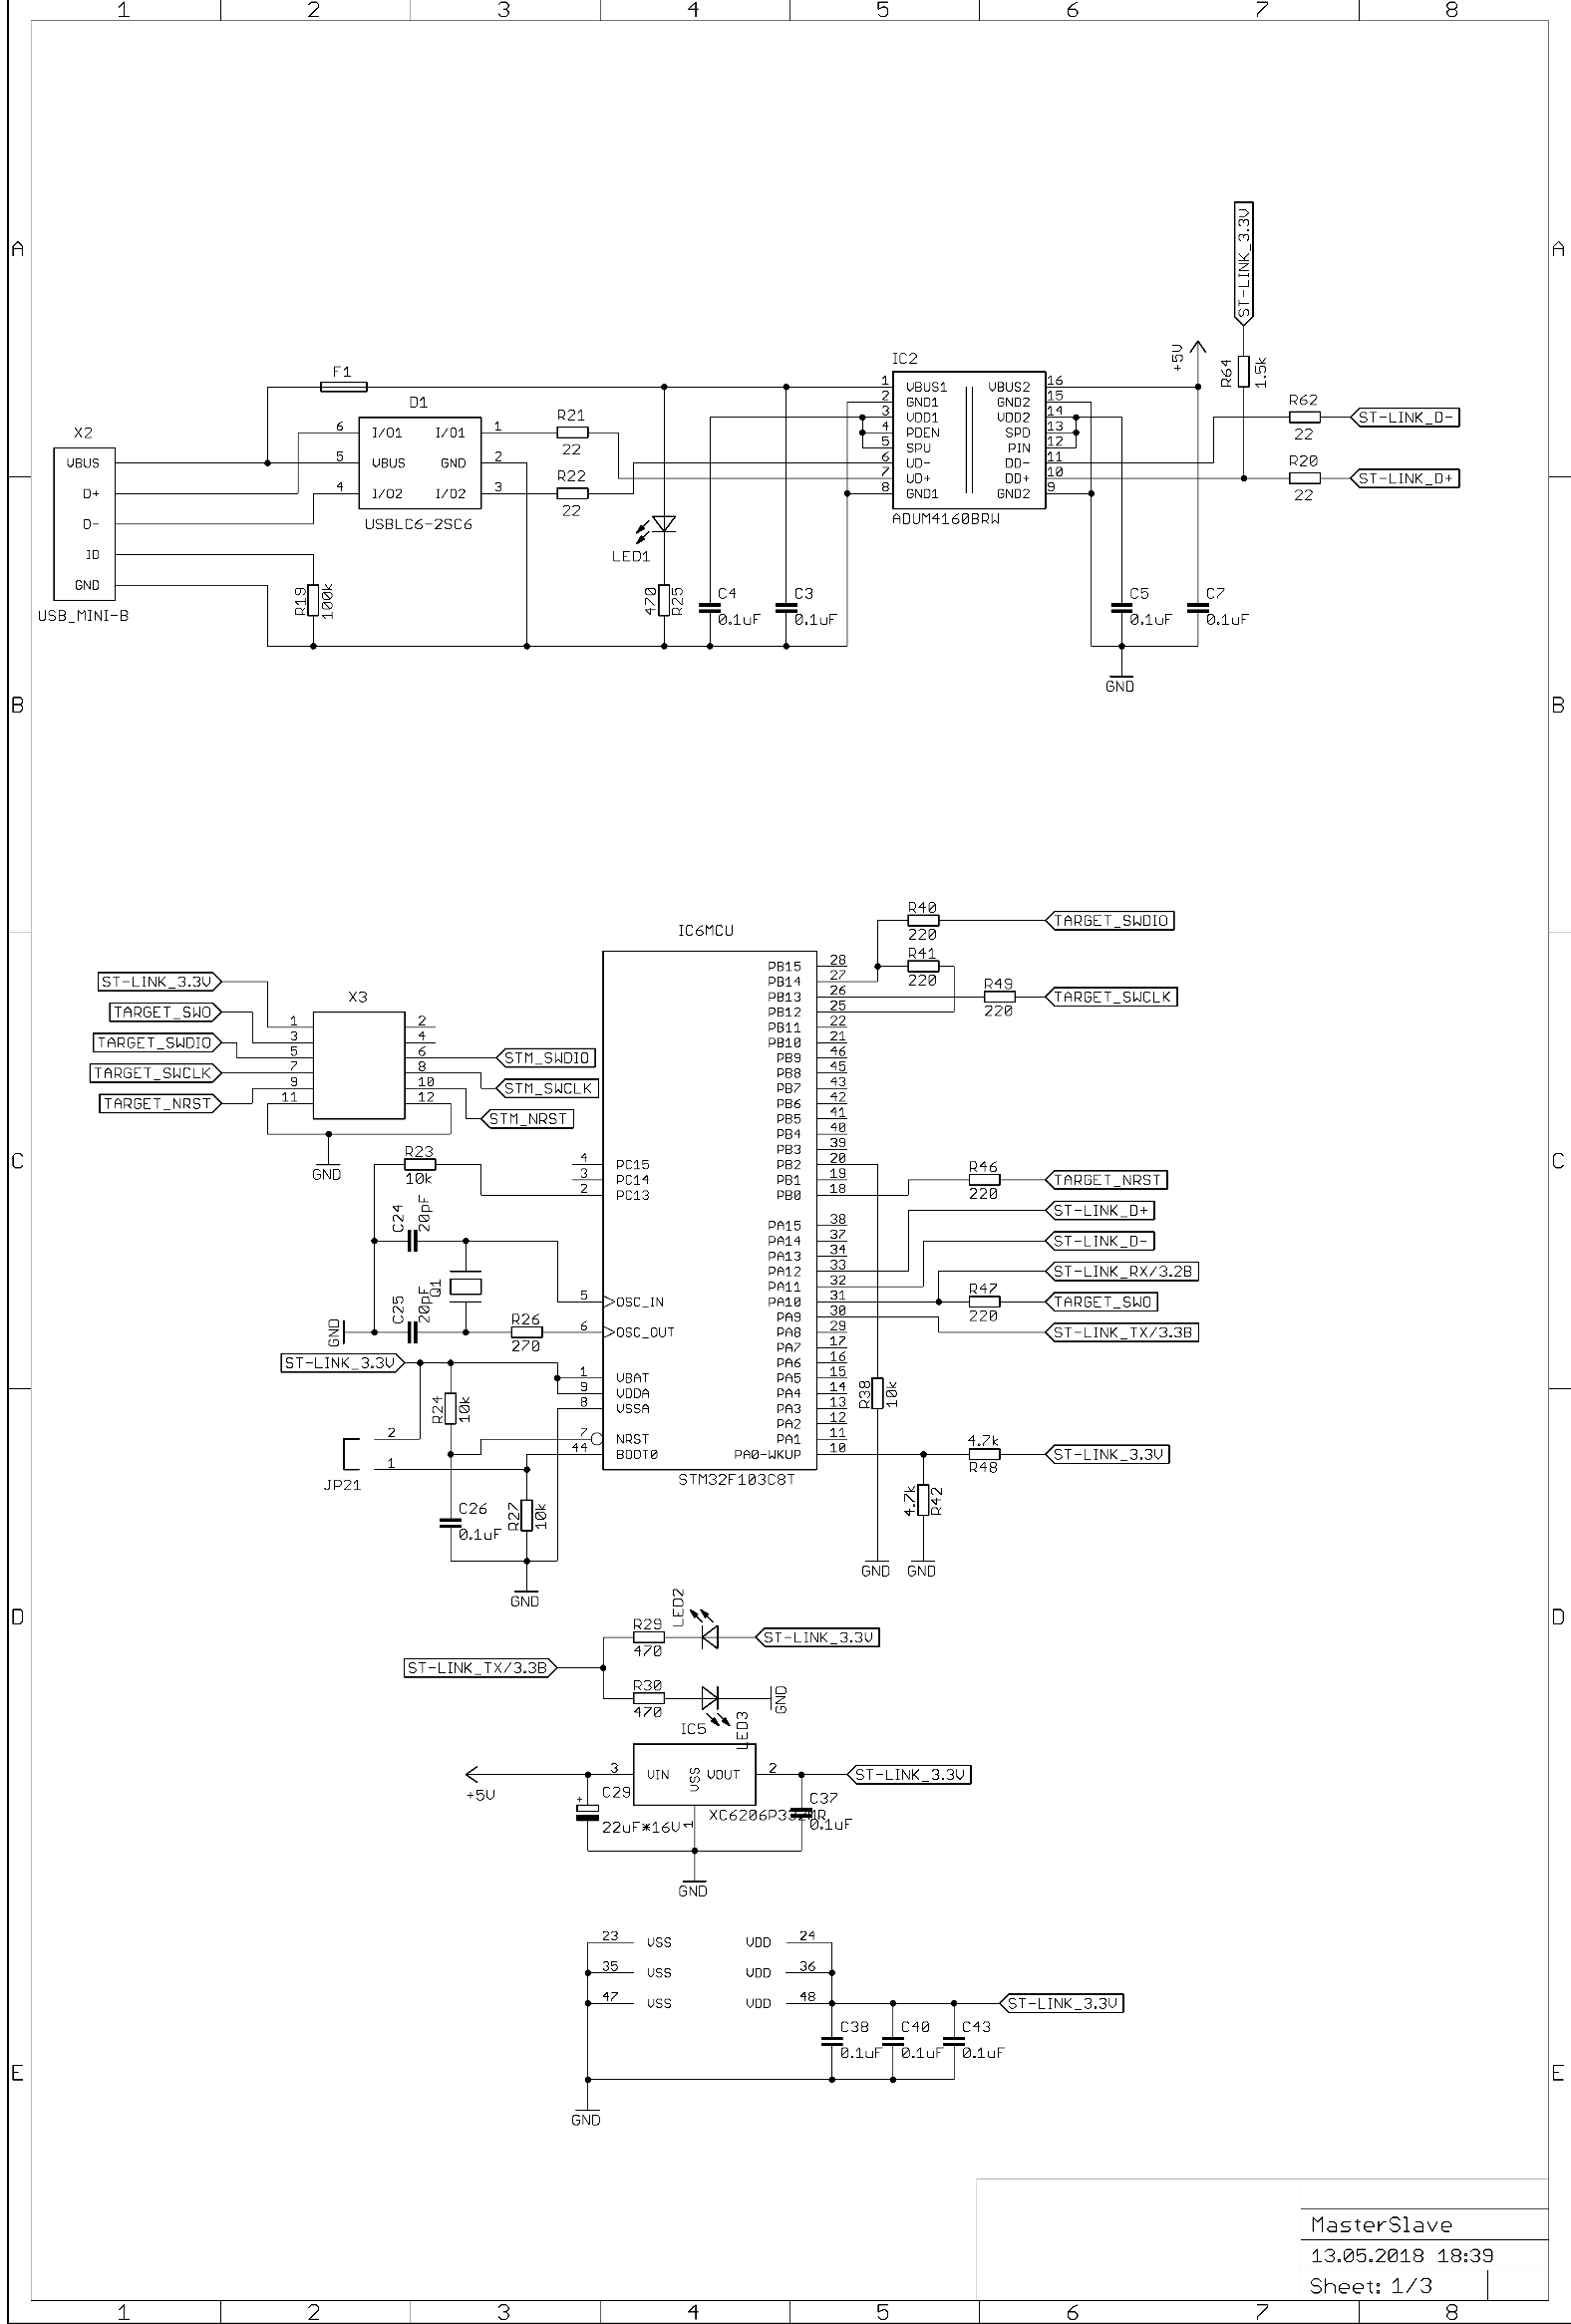 1 2 3 4 5 6 7 8
A A
ST-LINK_3.3V
R64
1.5k
+5V
F1
IC2
D1
X2
VBUS
D+
D-
ID
GND
USB_MINI-B
6 I/O1 I/O1 1
5 VBUS GND 2
4 I/O2 I/O2 3
USBLC6-2SC6
R21
22
R22
22
R19
100k
LED1
470
R25
C4
0.1uF
C3
0.1uF
1 VBUS1 VBUS2 16
2 GND1 GND2 15
3 VDD1 VDD2 14
4 PDEN SPD 13
5 SPU PIN 12
6 UD- DD- 11
7 UD+ DD+ 10
8 GND1 GND2 9
ADUM4160BRW
C5
0.1uF
C7
0.1uF
GND
R62
22
ST-LINK_D-
R20
22
ST-LINK_D+
B B
IC6MCU
R40
220
TARGET_SWDIO
R41
220
R49
220
TARGET_SWCLK
ST-LINK_3.3V
TARGET_SWO
TARGET_SWDIO
TARGET_SWCLK
TARGET_NRST
X3
1 2
3 4
5 6
7 8
9 10
11 12
STM_SWDIO
STM_SWCLK
STM_NRST
GND
C C
PB15 28
PB14 27
PB13 26
PB12 25
PB11 22
PB10 21
PB9 46
PB8 45
PB7 43
PB6 42
PB5 41
PB4 40
PB3 39
PB2 20
PB1 19
PB0 18
PA15 38
PA14 37
PA13 34
PA12 33
PA11 32
PA10 31
PA9 30
PA8 29
PA7 17
PA6 16
PA5 15
PA4 14
PA3 13
PA2 12
PA1 11
PA0-WKUP 10
4 PC15
3 PC14
2 PC13
5 OSC_IN
6 OSC_OUT
1 VBAT
9 VDDA
8 VSSA
7 NRST
44 BOOT0
STM32F103C8T
R23
10k
C24
20pF
C25
20pF
Q1
R26
270
GND
ST-LINK_3.3V
R24
10k
2
1
JP21
C26
0.1uF
R27
10k
GND
R46
220
TARGET_NRST
ST-LINK_D+
ST-LINK_D-
ST-LINK_RX/3.2B
R47
220
TARGET_SWO
ST-LINK_TX/3.3B
R38
10k
4.7k
R48
ST-LINK_3.3V
4.7k
R42
GND GND
D D
LED2
R29
470
ST-LINK_3.3V
ST-LINK_TX/3.3B
R30
470
GND
LED3
IC5
3 VIN VSS VOUT 2
1
+5V
C29
+
22uF*16V
XC6206P332MR
C37
0.1uF
ST-LINK_3.3V
GND
23 VSS VDD 24
35 VSS VDD 36
47 VSS VDD 48
ST-LINK_3.3V
C38
0.1uF
C40
0.1uF
C43
0.1uF
GND
E E
MasterSlave
13.05.2018 18:39
Sheet: 1/3
1 2 3 4 5 6 7 8